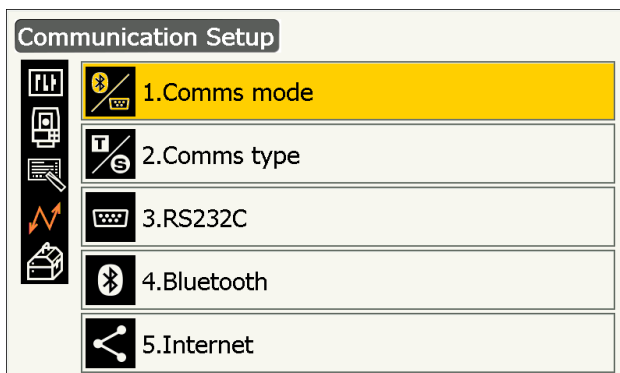 Communication Setup
1.Comms mode
T
S
2.Comms type
3.RS232C
4.Bluetooth
5.Internet